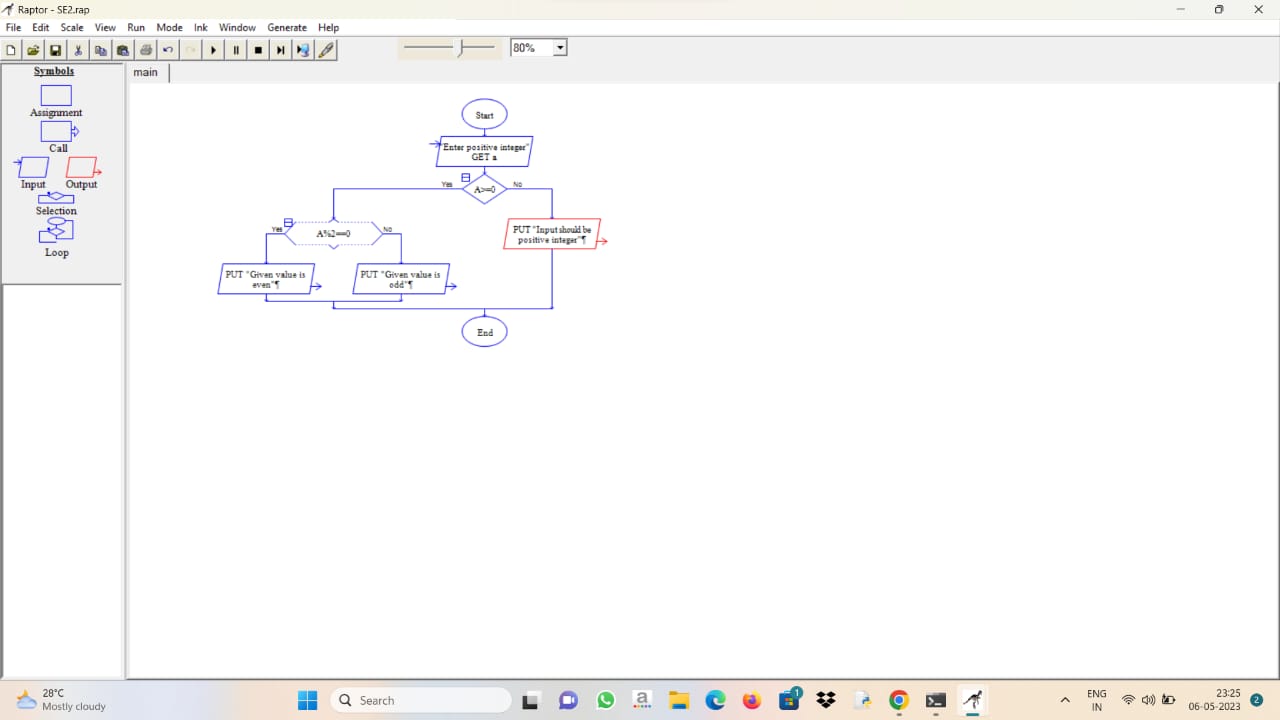 Raptor - SE2.rap
File Edit Scale View Run Mode Ink Window Generate Help
80%
Symbols
Assignment
Call
Input Output
Selection
Loop
main
Start
"Enter positive integer"
GET a
Yes A>=0 No
Yes A%2==0 No
PUT "Input should be
positive integer"¶
PUT "Given value is
even"¶
PUT "Given value is
odd"¶
End
28°C
Mostly cloudy
Search
a
1
ENG
IN
23:25
06-05-2023
2